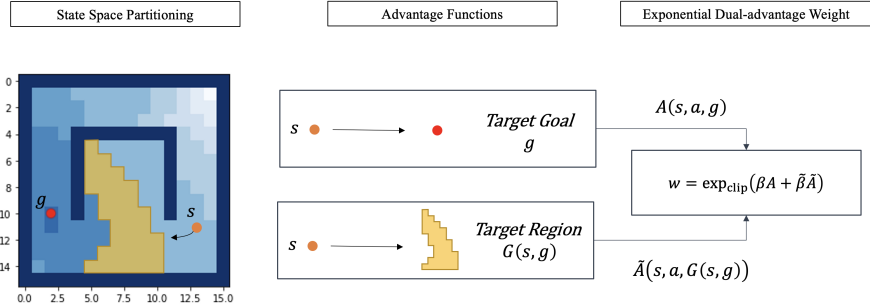 State Space Partitioning
Advantage Functions
Exponential Dual-advantage Weight
0
2
4
6
8
10
12
14
0.0 2.5 5.0 7.5 10.0 12.5 15.0
g
s
s
Target Goal
g
s
Target Region
G(s, g)
A(s, a, g)
w = exp_clip(βA + β̃Ã)
Ã(s, a, G(s, g))